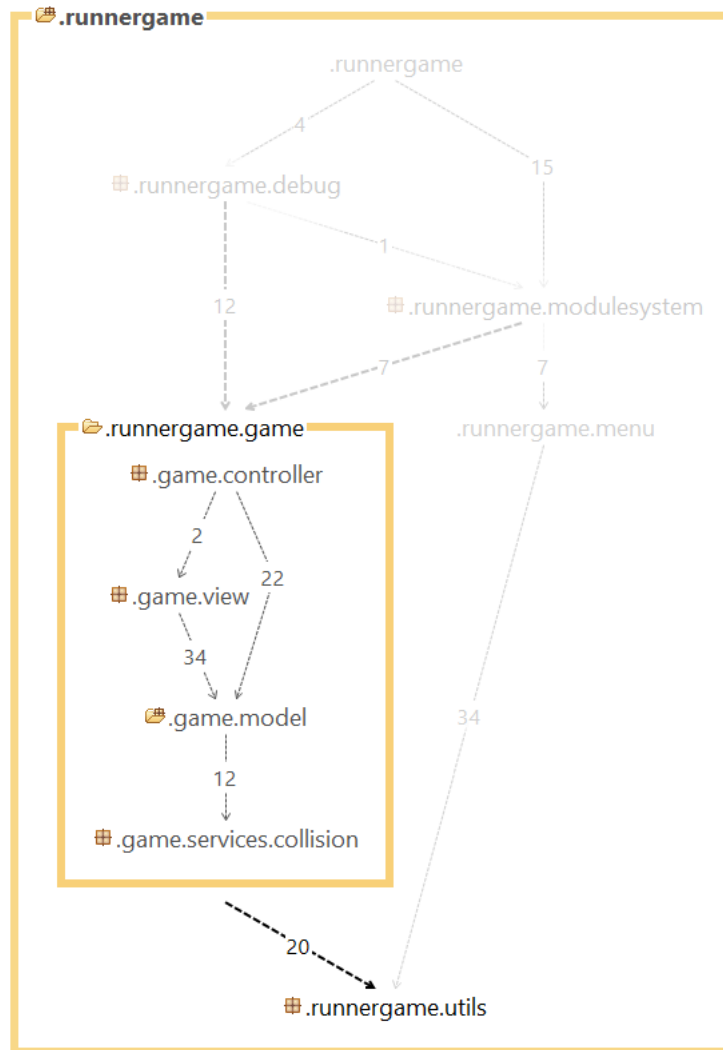 .runnergame
.runnergame
4
15
.runnergame.debug
1
12
.runnergame.modulesystem
7
7
.runnergame.game
.runnergame.menu
.game.controller
2
22
.game.view
34
.game.model
34
12
.game.services.collision
20
.runnergame.utils